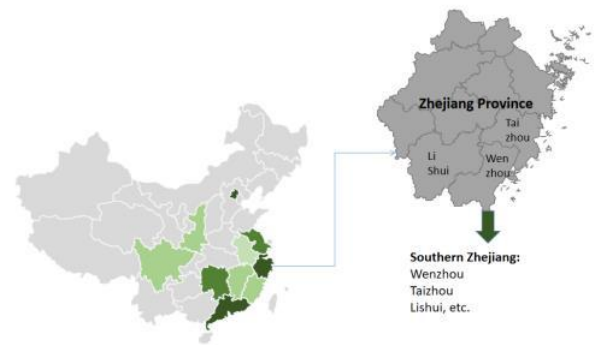 Zhejiang Province
Tai
zhou
Li
Shui
Wen
zhou
Southern Zhejiang:
Wenzhou
Taizhou
Lishui, etc.